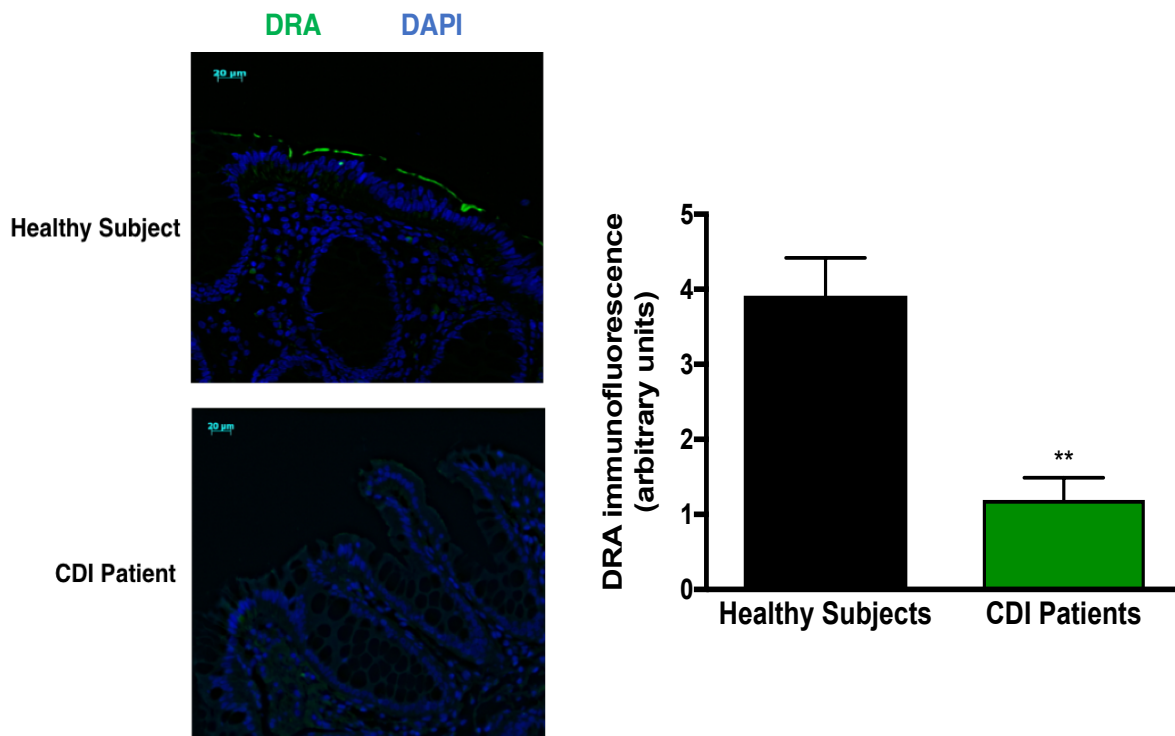 DRA DAPI
20 µm
Healthy Subject
20 µm
CDI Patient
DRA immunofluorescence
(arbitrary units)
5
4
3
2
1
0
**
Healthy Subjects CDI Patients